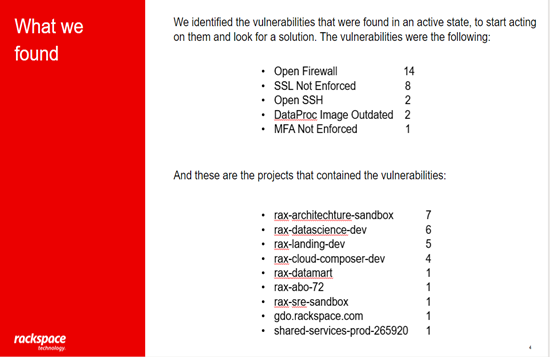 What we
found
We identified the vulnerabilities that were found in an active state, to start acting
on them and look for a solution. The vulnerabilities were the following:
• Open Firewall 14
• SSL Not Enforced 8
• Open SSH 2
• DataProc Image Outdated 2
• MFA Not Enforced 1
And these are the projects that contained the vulnerabilities:
• rax-architechture-sandbox 7
• rax-datascience-dev 6
• rax-landing-dev 5
• rax-cloud-composer-dev 4
• rax-datamart 1
• rax-abo-72 1
• rax-sre-sandbox 1
• gdo.rackspace.com 1
• shared-services-prod-265920 1
rackspace
technology
4